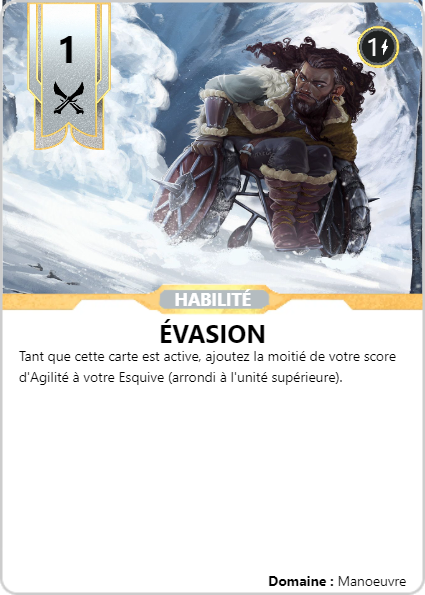 1
1
HABILITÉ
ÉVASION
Tant que cette carte est active, ajoutez la moitié de votre score
d'Agilité à votre Esquive (arrondi à l'unité supérieure).
Domaine : Manoeuvre